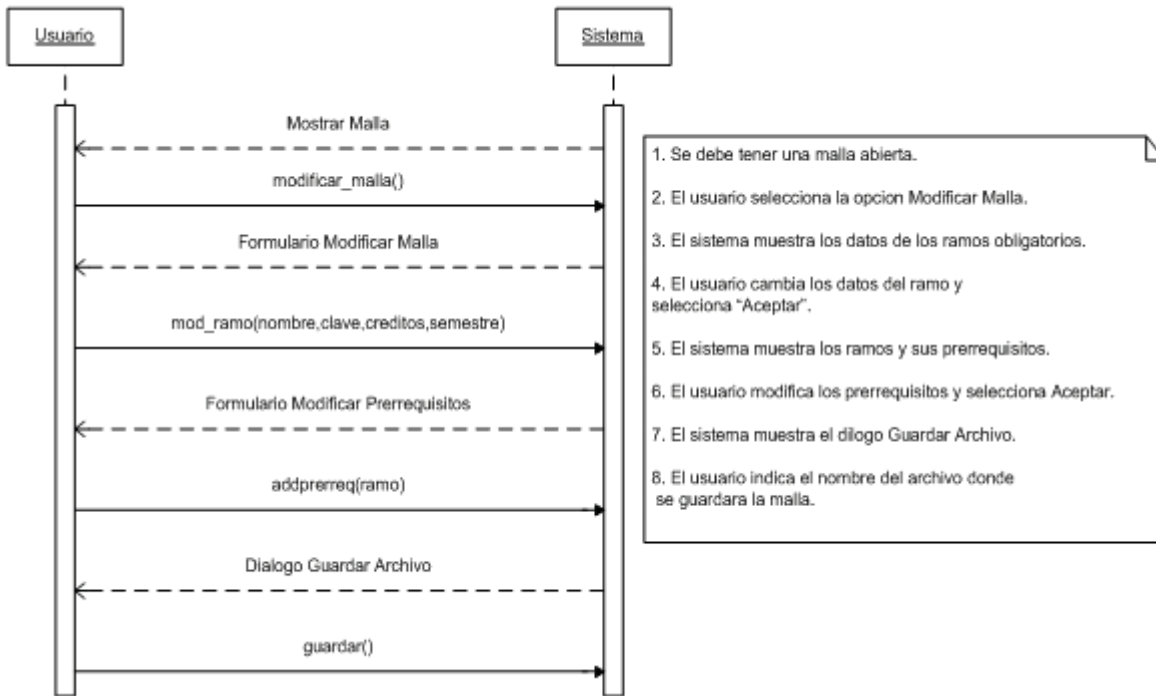 Usuario
Sistema
Mostrar Malla
modificar_malla()
Formulario Modificar Malla
mod_ramo(nombre,clave,creditos,semestre)
Formulario Modificar Prerrequisitos
addprerreq(ramo)
Dialogo Guardar Archivo
guardar()
1. Se debe tener una malla abierta.
2. El usuario selecciona la opcion Modificar Malla.
3. El sistema muestra los datos de los ramos obligatorios.
4. El usuario cambia los datos del ramo y
selecciona “Aceptar”.
5. El sistema muestra los ramos y sus prerrequisitos.
6. El usuario modifica los prerrequisitos y selecciona Aceptar.
7. El sistema muestra el dilogo Guardar Archivo.
8. El usuario indica el nombre del archivo donde
se guardara la malla.